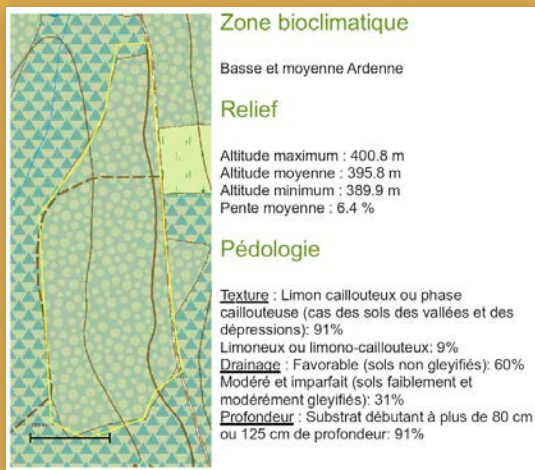 Zone bioclimatique
Basse et moyenne Ardenne
Relief
Altitude maximum : 400.8 m
Altitude moyenne : 395.8 m
Altitude minimum : 389.9 m
Pente moyenne : 6.4 %
Pédologie
Texture : Limon caillouteux ou phase
caillouteuse (cas des sols des vallées et des
dépressions): 91%
Limoneux ou limono-caillouteux: 9%
Drainage : Favorable (sols non gleyifiés): 60%
Modéré et imparfait (sols faiblement et
modérément gleyifiés): 31%
Profondeur : Substrat débutant à plus de 80 cm
ou 125 cm de profondeur: 91%